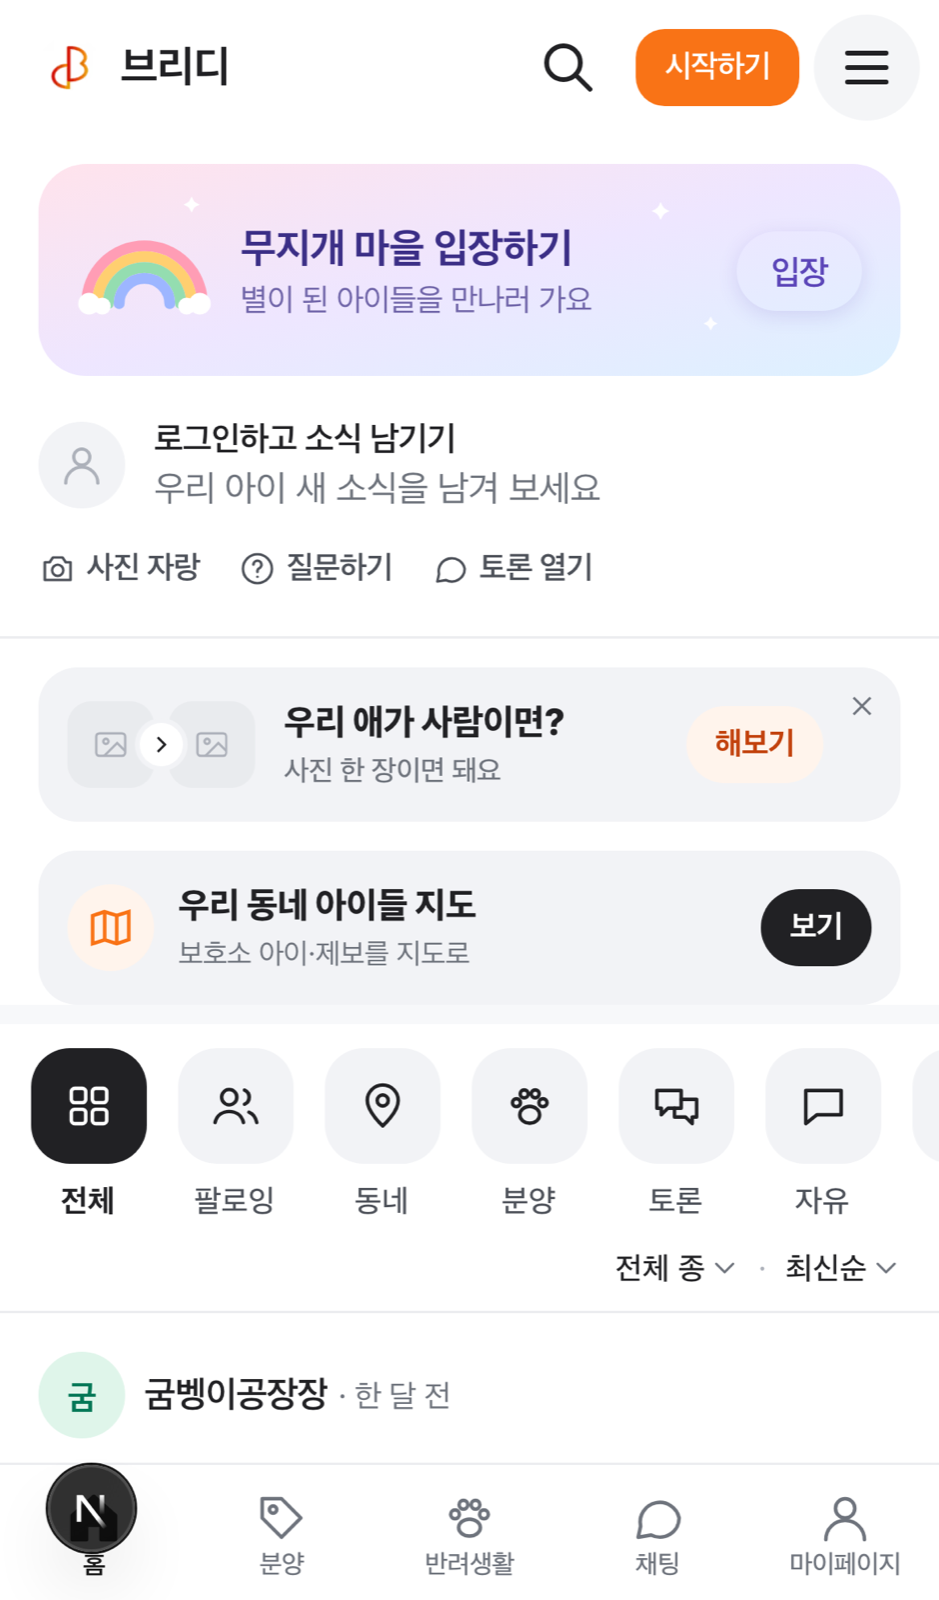 브리디
시작하기
무지개 마을 입장하기
별이 된 아이들을 만나러 가요
입장
로그인하고 소식 남기기
우리 아이 새 소식을 남겨 보세요
사진 자랑
질문하기
토론 열기
우리 애가 사람이면?
사진 한 장이면 돼요
해보기
우리 동네 아이들 지도
보호소 아이·제보를 지도로
보기
전체
팔로잉
동네
분양
토론
자유
전체 종
·
최신순
굼
굼벵이공장장 · 한 달 전
N
홈
분양
반려생활
채팅
마이페이지